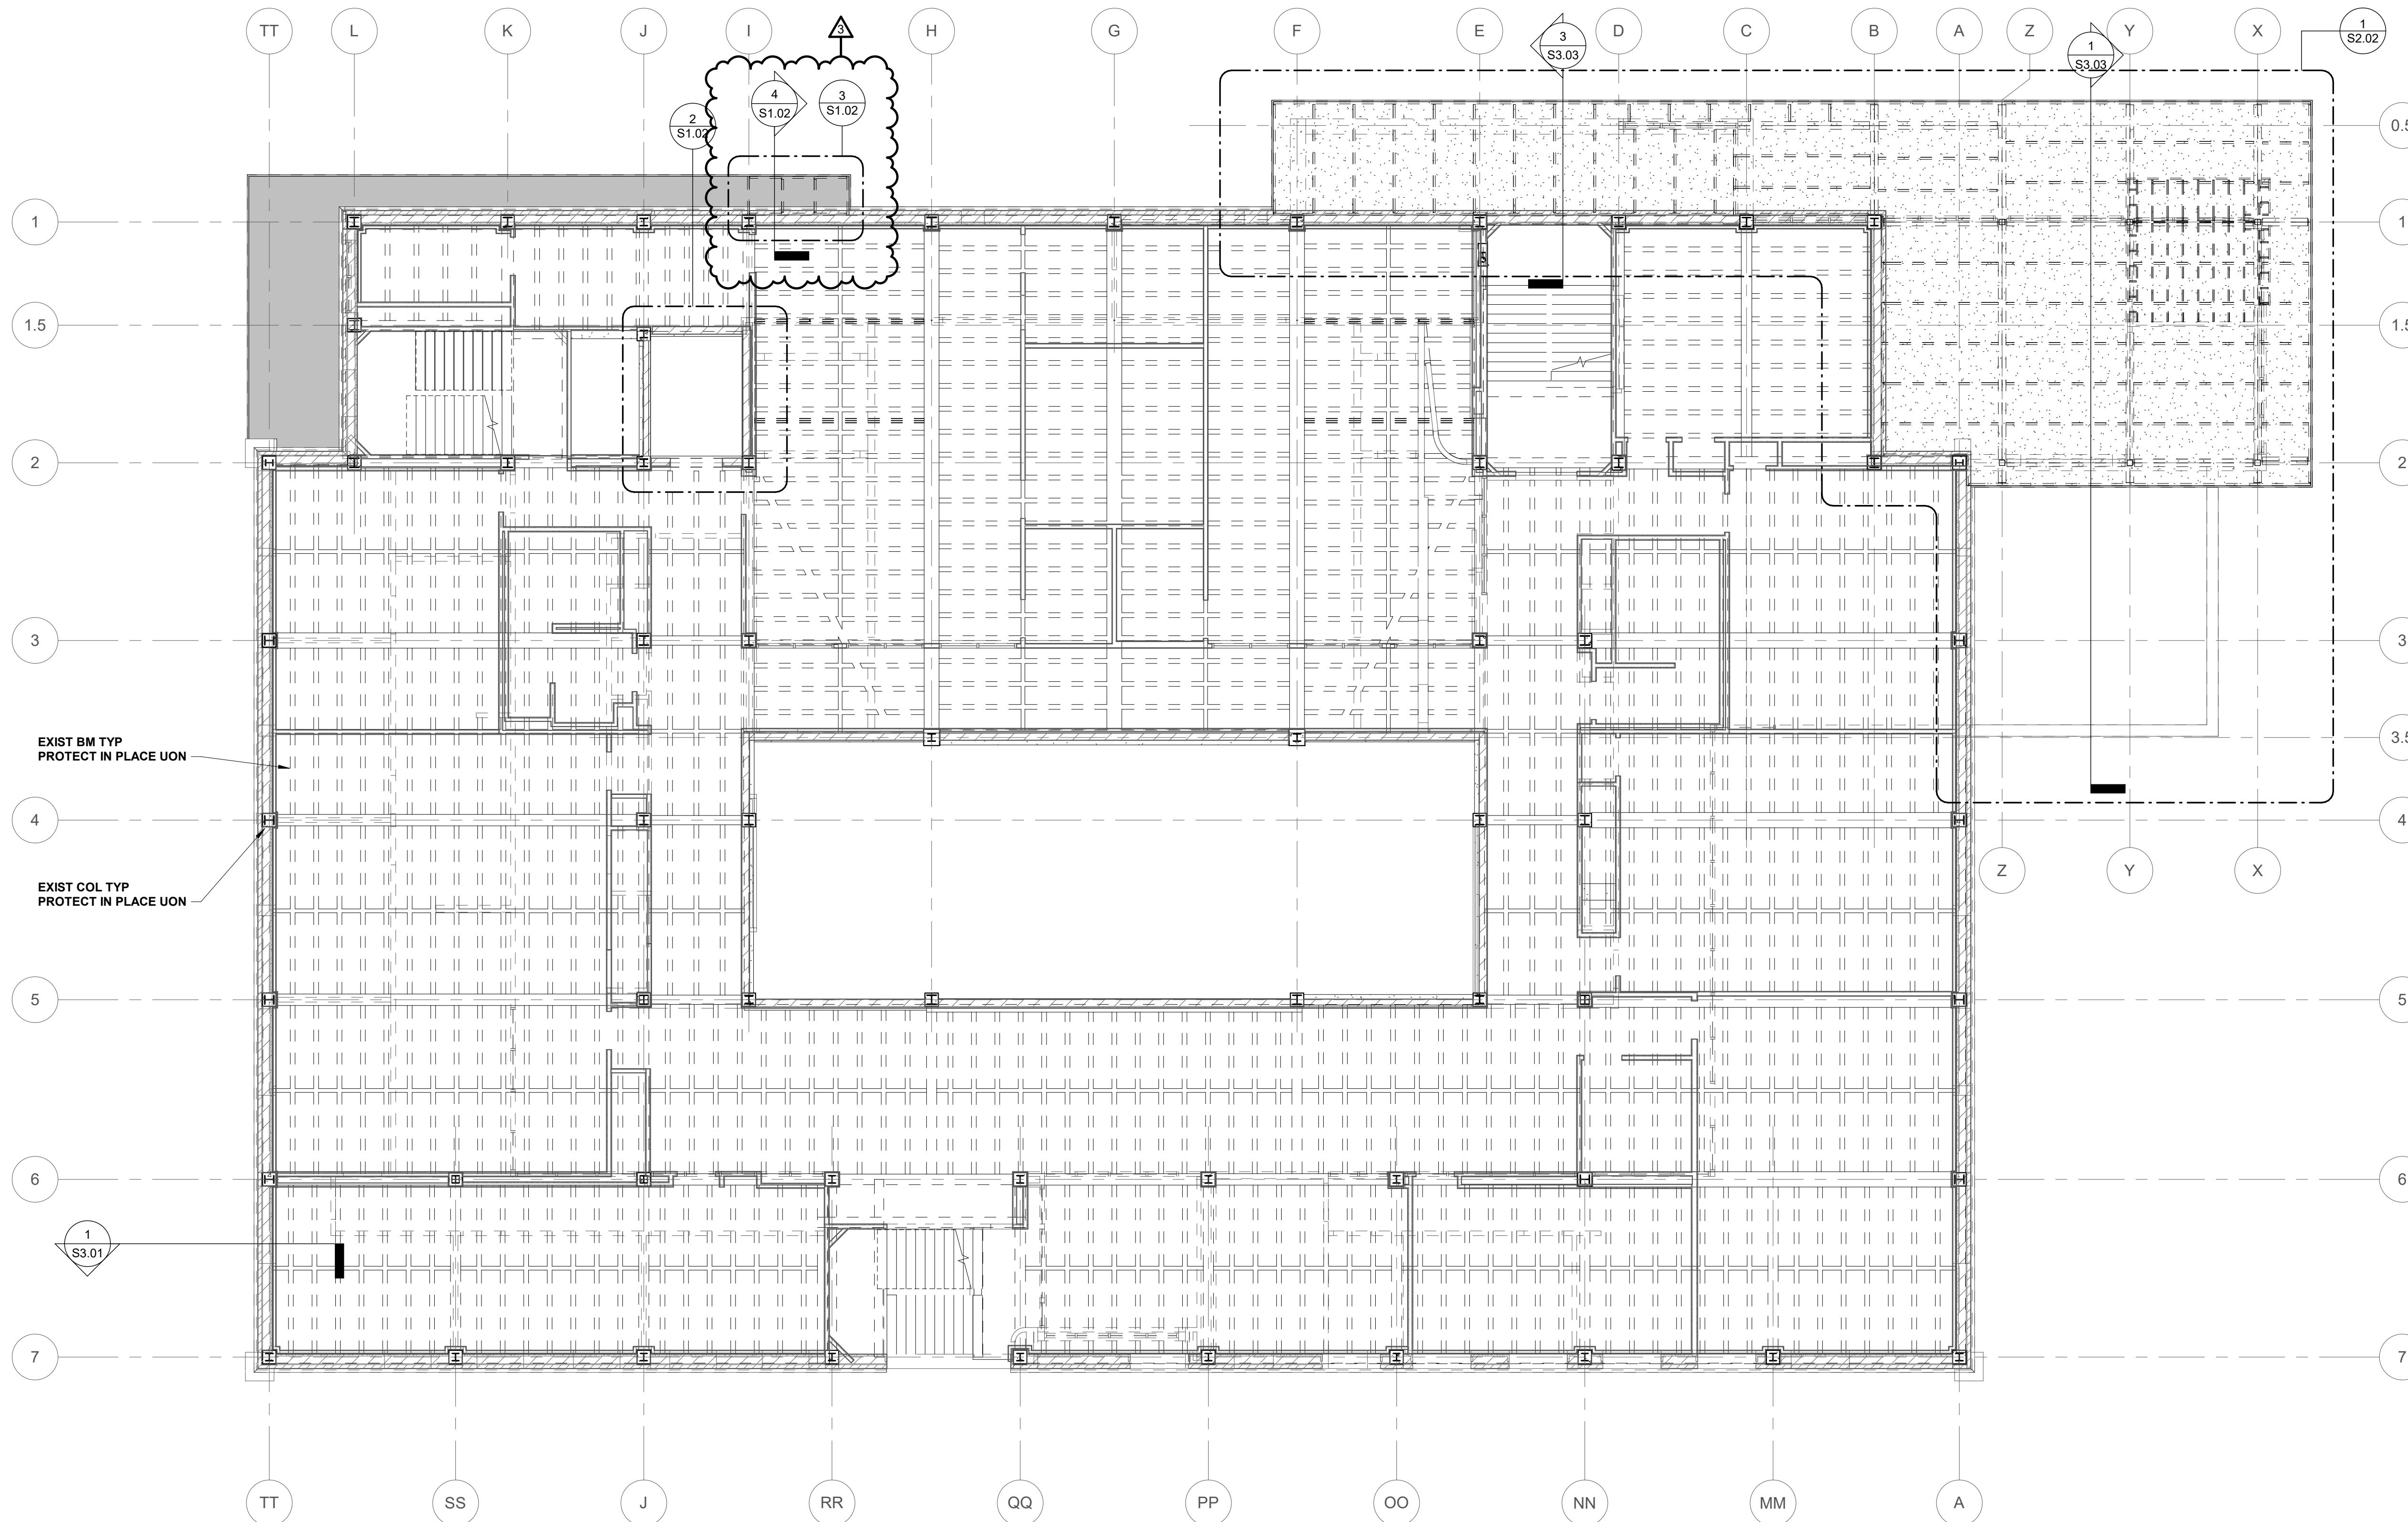 TT
L
K
J
I
H
G
F
E
D
C
B
A
Z
Y
X
3
1
S2.02
3
S3.03
1
S3.03
4
S1.02
3
S1.02
2
S1.02
0.5
1
1
1.5
1.5
2
2
3
3
3.5
EXIST BM TYP
PROTECT IN PLACE UON
4
4
Z
Y
X
EXIST COL TYP
PROTECT IN PLACE UON
5
5
6
6
1
S3.01
7
7
TT
SS
J
RR
QQ
PP
OO
NN
MM
A